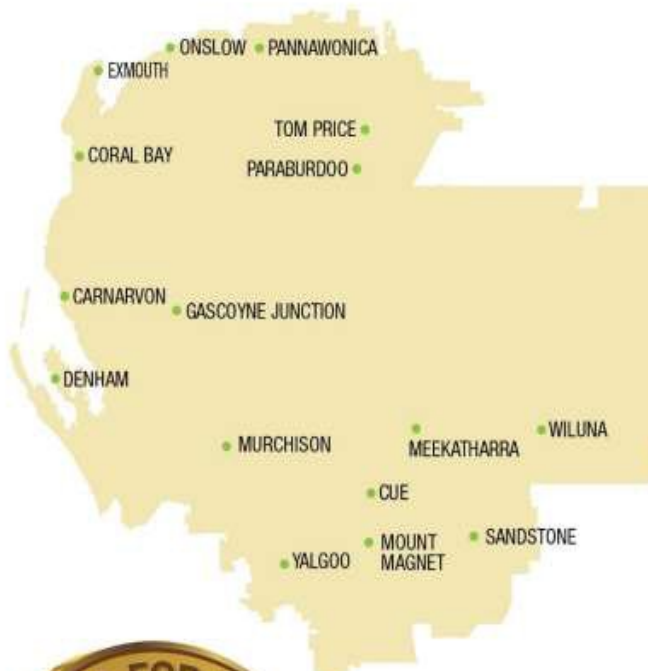 ONSLOW
PANNAWONICA
EXMOUTH
TOM PRICE
CORAL BAY
PARABURDOO
CARNARVON
GASCOYNE JUNCTION
DENHAM
MURCHISON
MEEKATHARRA
WILUNA
CUE
MOUNT
MAGNET
SANDSTONE
YALGOO
FOR